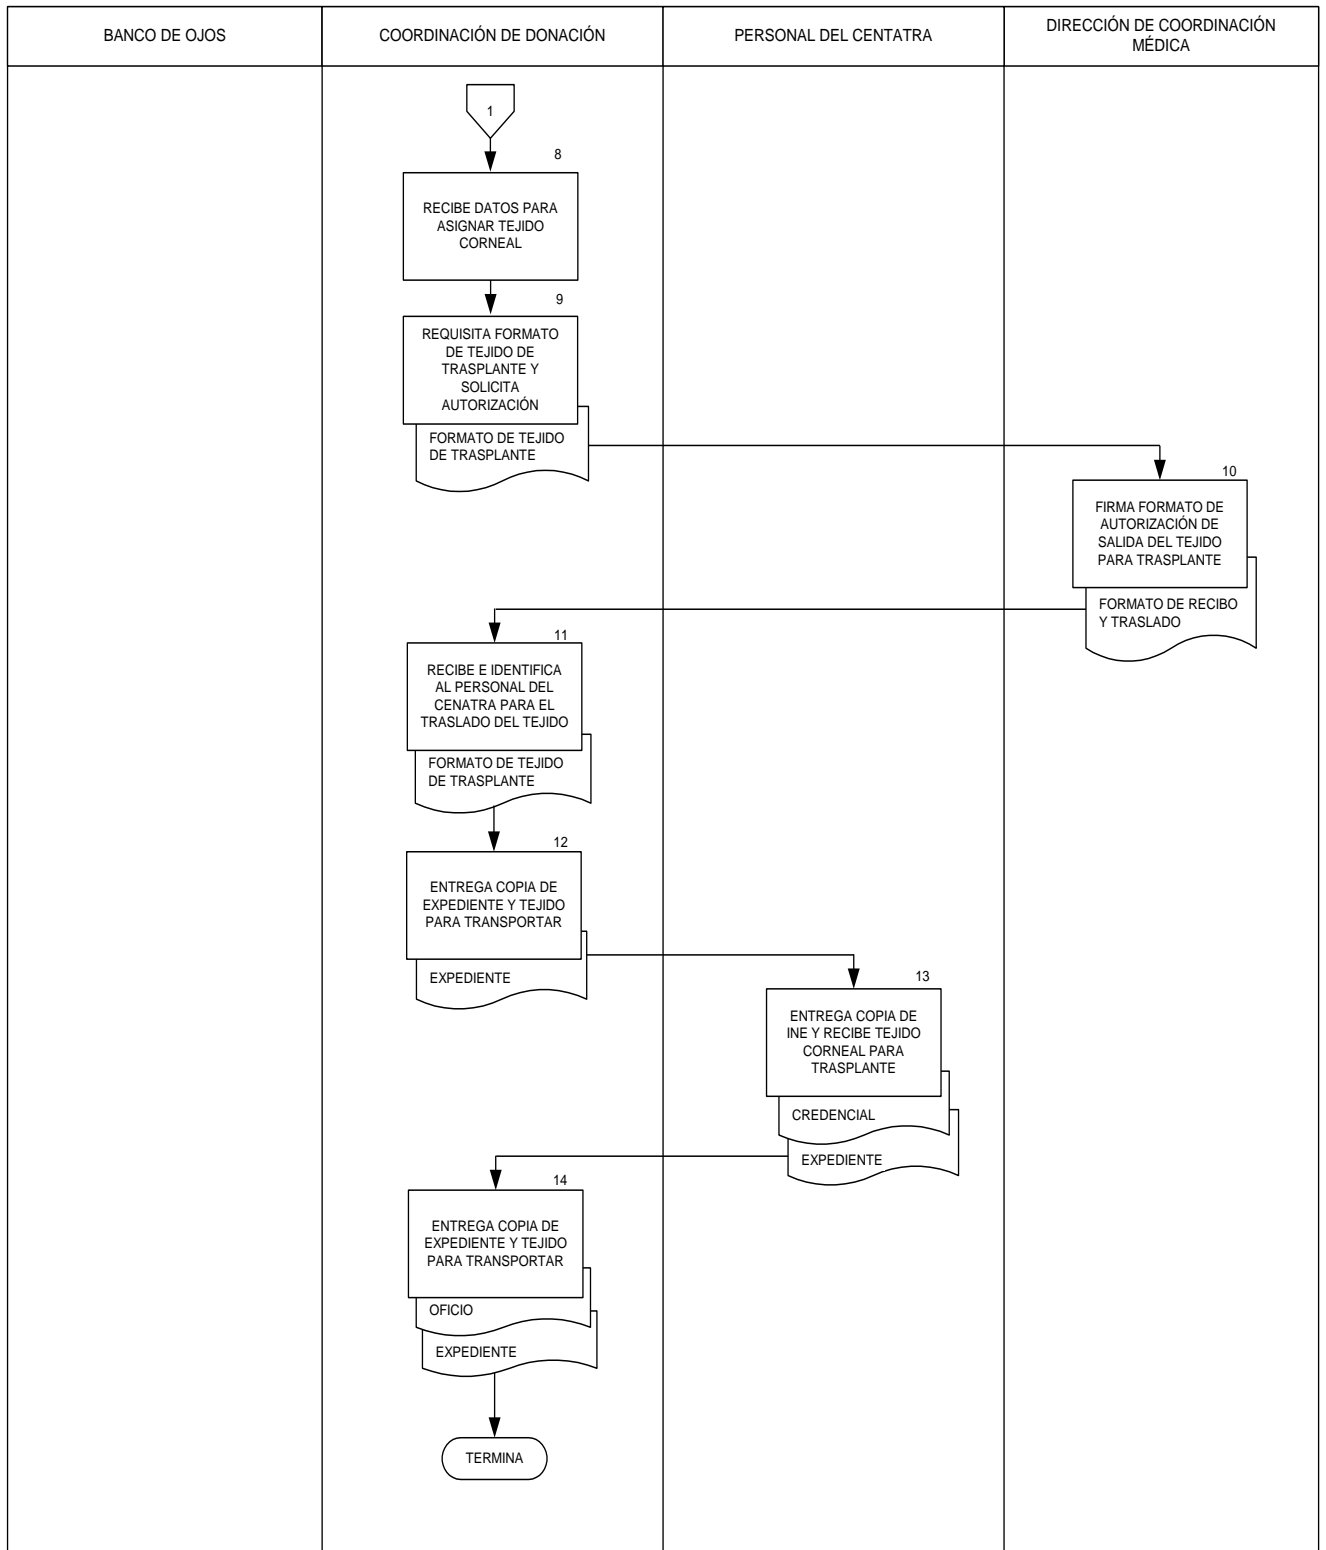 BANCO DE OJOS
COORDINACIÓN DE DONACIÓN
PERSONAL DEL CENTATRA
DIRECCIÓN DE COORDINACIÓN
MÉDICA
1
8
RECIBE DATOS PARA
ASIGNAR TEJIDO
CORNEAL
9
REQUISITA FORMATO
DE TEJIDO DE
TRASPLANTE Y
SOLICITA
AUTORIZACIÓN
FORMATO DE TEJIDO
DE TRASPLANTE
10
FIRMA FORMATO DE
AUTORIZACIÓN DE
SALIDA DEL TEJIDO
PARA TRASPLANTE
FORMATO DE RECIBO
Y TRASLADO
11
RECIBE E IDENTIFICA
AL PERSONAL DEL
CENATRA PARA EL
TRASLADO DEL TEJIDO
FORMATO DE TEJIDO
DE TRASPLANTE
12
ENTREGA COPIA DE
EXPEDIENTE Y TEJIDO
PARA TRANSPORTAR
EXPEDIENTE
13
ENTREGA COPIA DE
INE Y RECIBE TEJIDO
CORNEAL PARA
TRASPLANTE
CREDENCIAL
EXPEDIENTE
14
ENTREGA COPIA DE
EXPEDIENTE Y TEJIDO
PARA TRANSPORTAR
OFICIO
EXPEDIENTE
TERMINA